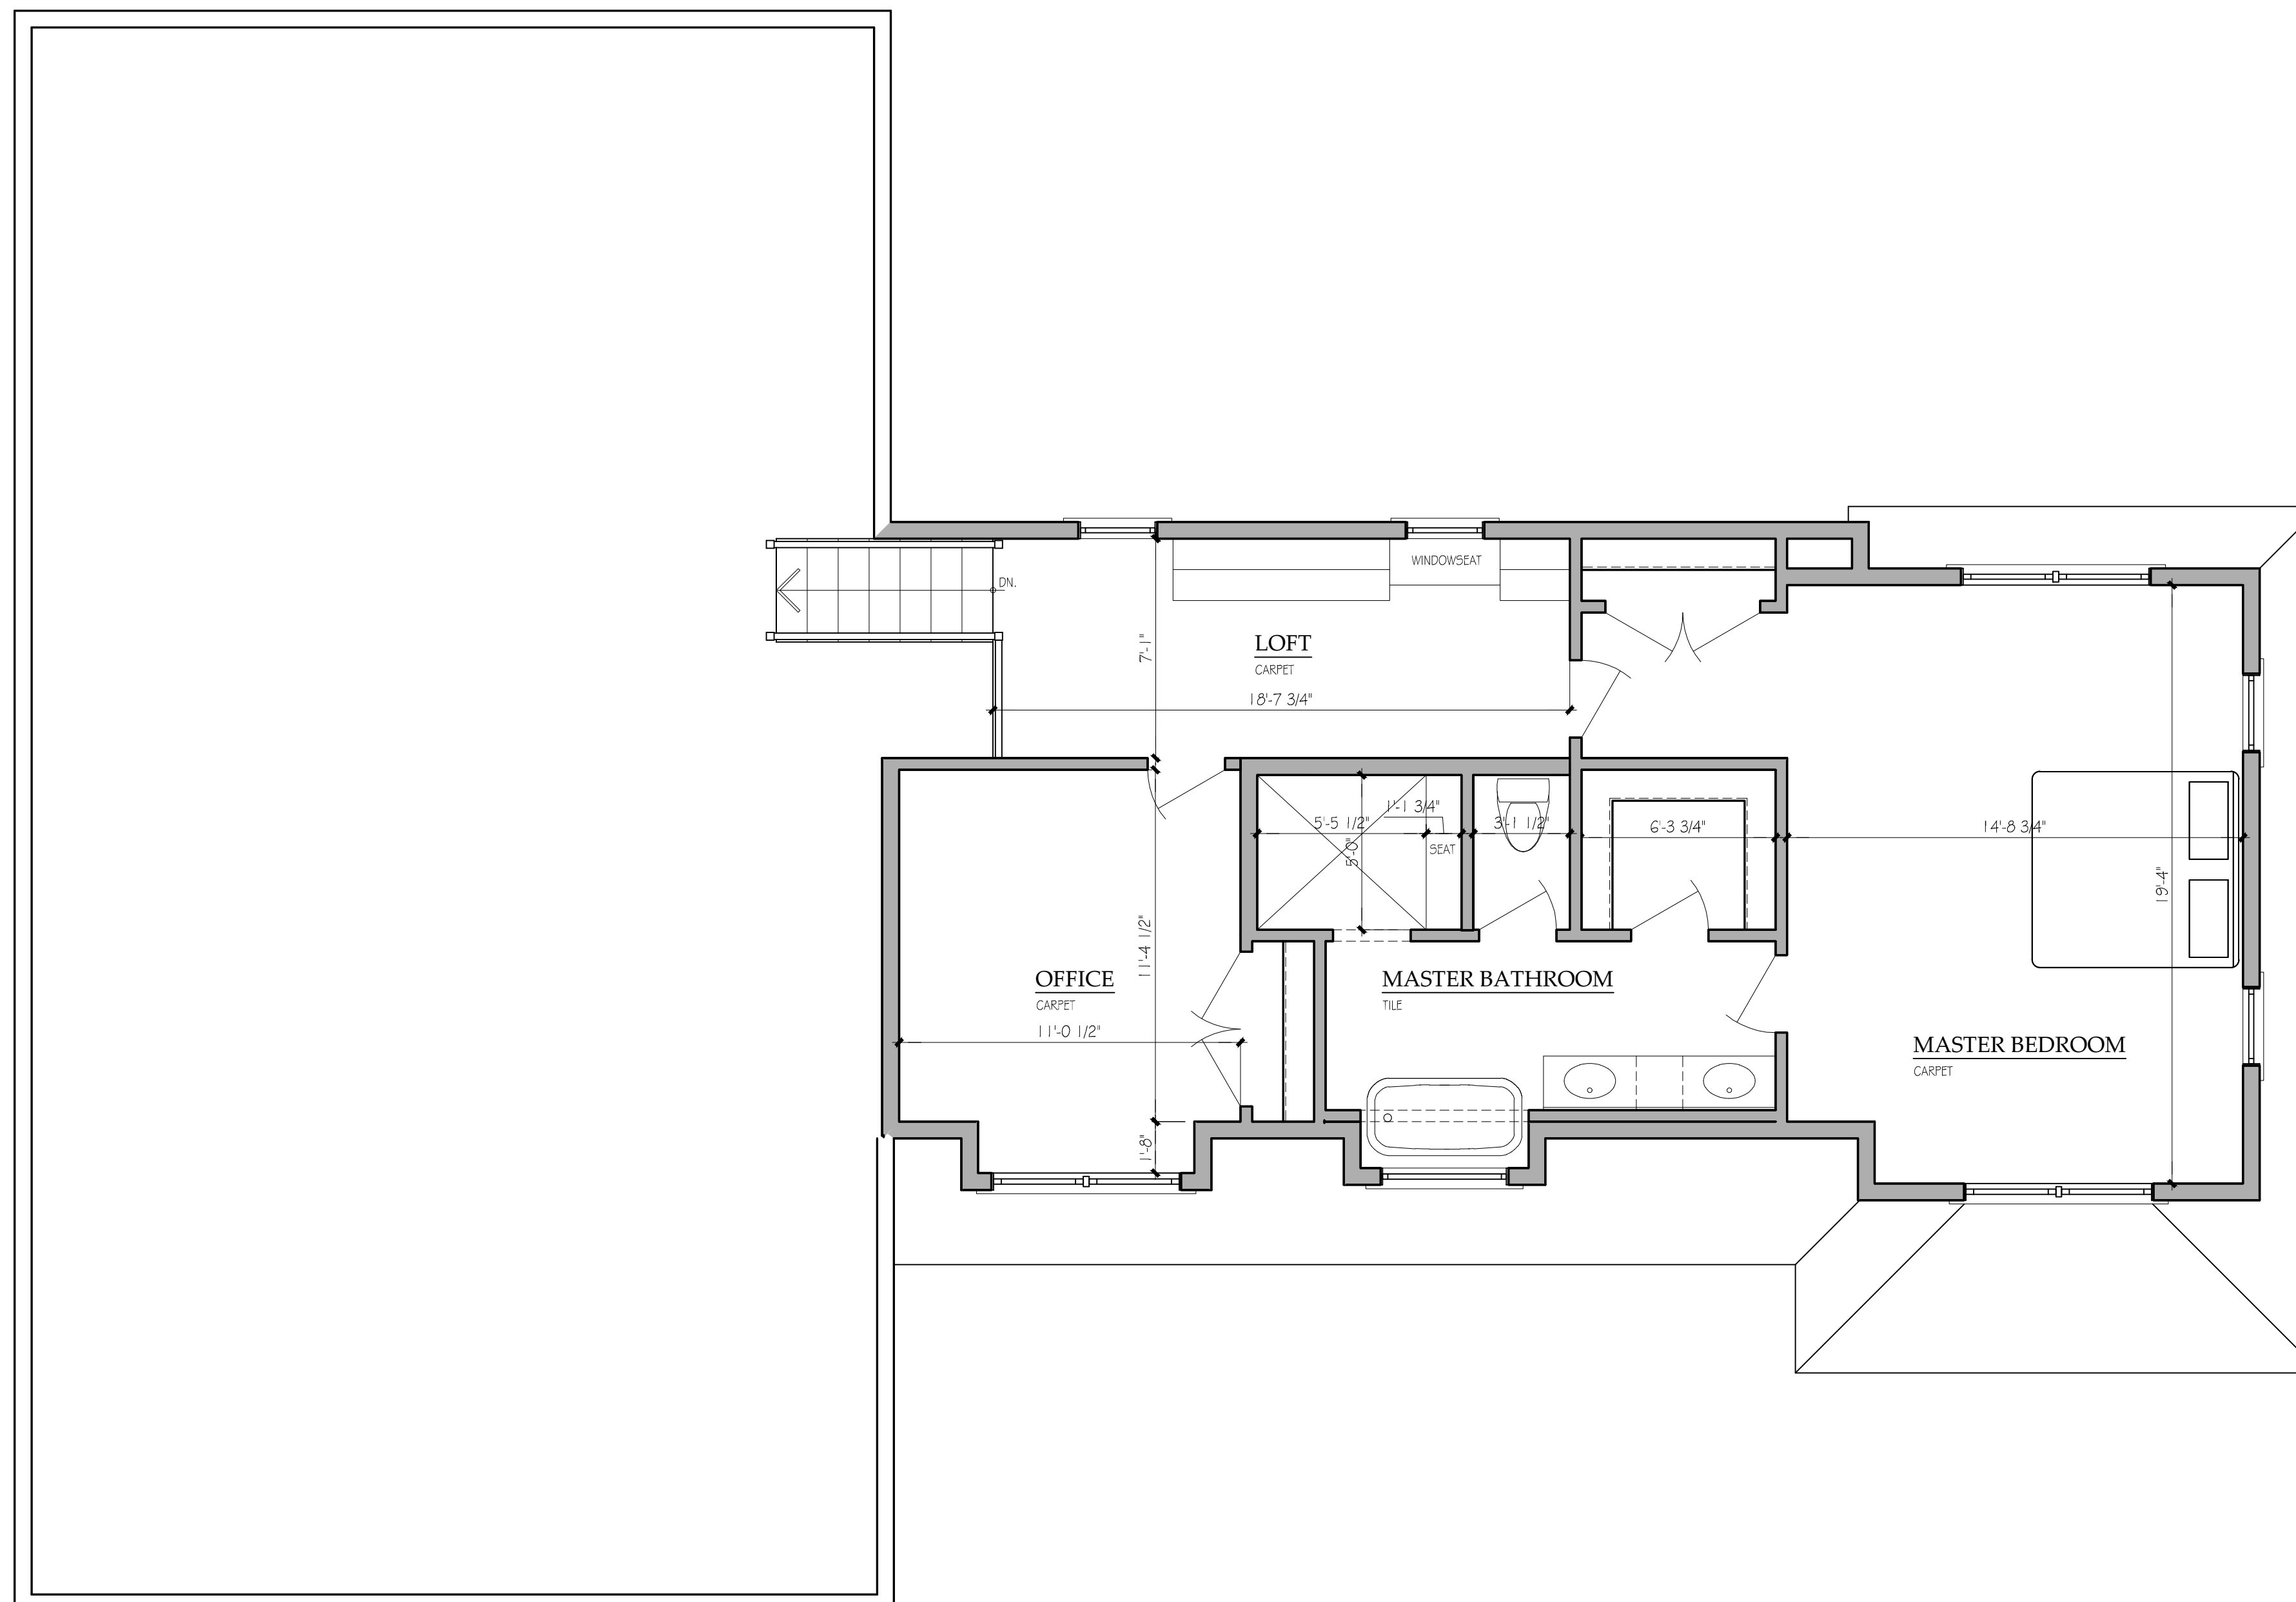 WINDOWSEAT
DN.
LOFT
CARPET
7'-1"
18'-7 3/4"
1'-1 3/4"
5'-5 1/2"
3'-1 1/2"
6'-3 3/4"
14'-8 3/4"
5'-0"
SEAT
19'-4"
11'-4 1/2"
OFFICE
CARPET
11'-0 1/2"
MASTER BATHROOM
TILE
MASTER BEDROOM
CARPET
1'-8"